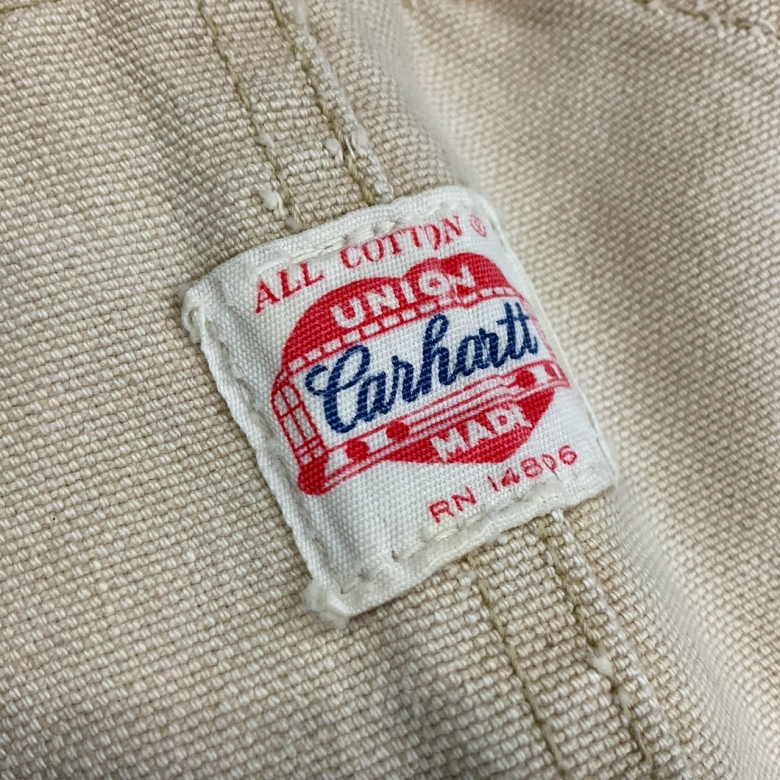 ALL COTTON ®
UNION
Carhartt
MADE
RN 14806